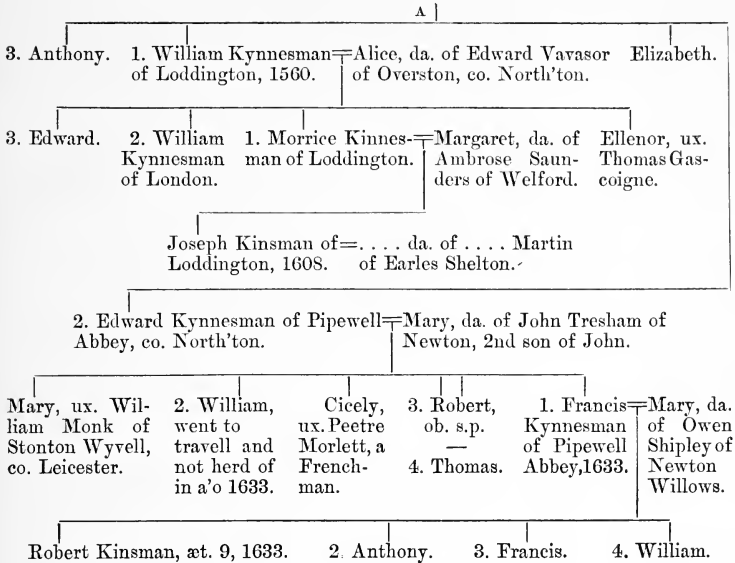 A
3. Anthony. 1. William Kynnesman=Alice, da. of Edward Vavasor Elizabeth.
of Loddington, 1560. of Overston, co. North'ton.
3. Edward. 2. William 1. Morrice Kinnes-=Margaret, da. of Ellenor, ux.
Kynnesman man of Loddington. Ambrose Saun- Thomas Gas-
of London. ders of Welford. coigne.
Joseph Kinsman of=. . . . da. of . . . . Martin
Loddington, 1608. of Earles Shelton.
2. Edward Kynnesman of Pipewell=Mary, da. of John Tresham of
Abbey, co. North'ton. Newton, 2nd son of John.
Mary, ux. Wil- 2. William, Cicely, 3. Robert, 1. Francis=Mary, da.
liam Monk of went to ux. Peetre ob. s.p. Kynnesman of Owen
Stonton Wyvell, travell and Morlett, a — of Pipewell Shipley of
co. Leicester. not herd of French- 4. Thomas. Abbey, 1633. Newton
in a'o 1633. man. Willows.
Robert Kinsman, æt. 9, 1633. 2. Anthony. 3. Francis. 4. William.